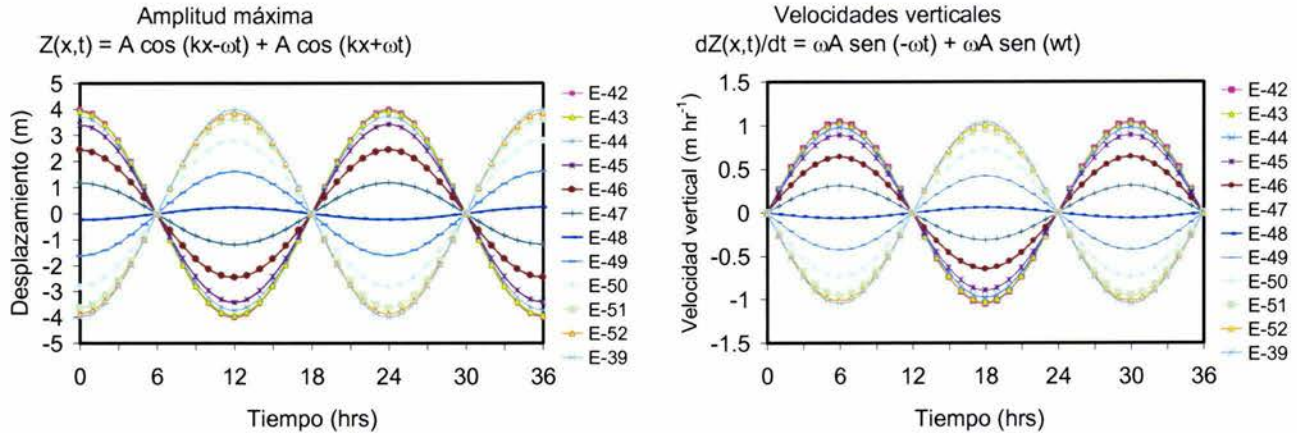 Amplitud máxima
Z(x,t) = A cos (kx-ωt) + A cos (kx+ωt)
Desplazamiento (m)
5
4
3
2
1
0
-1
-2
-3
-4
-5
0 6 12 18 24 30 36
Tiempo (hrs)
E-42
E-43
E-44
E-45
E-46
E-47
E-48
E-49
E-50
E-51
E-52
E-39
Velocidades verticales
dZ(x,t)/dt = ωA sen (-ωt) + ωA sen (wt)
Velocidad vertical (m hr⁻¹)
1.5
1
0.5
0
-0.5
-1
-1.5
0 6 12 18 24 30 36
Tiempo (hrs)
E-42
E-43
E-44
E-45
E-46
E-47
E-48
E-49
E-50
E-51
E-52
E-39